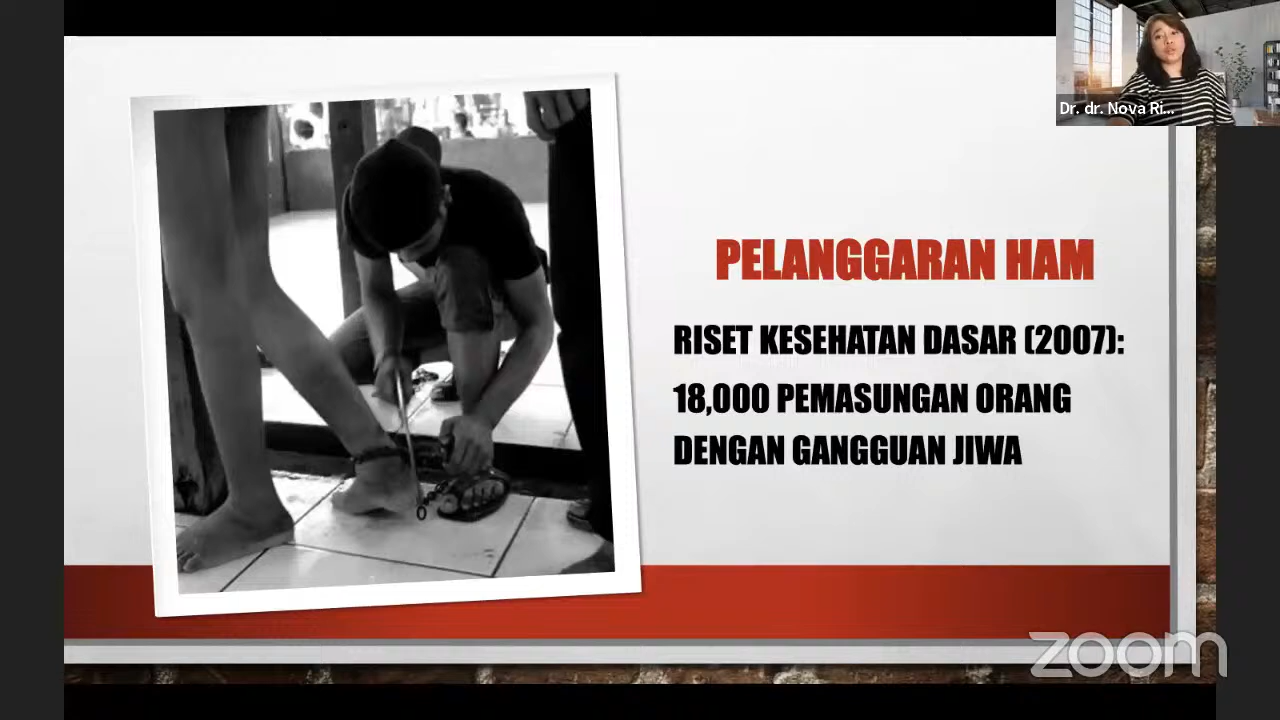 Dr. dr. Nova Ri...
PELANGGARAN HAM
RISET KESEHATAN DASAR (2007):
18,000 PEMASUNGAN ORANG
DENGAN GANGGUAN JIWA
zoom